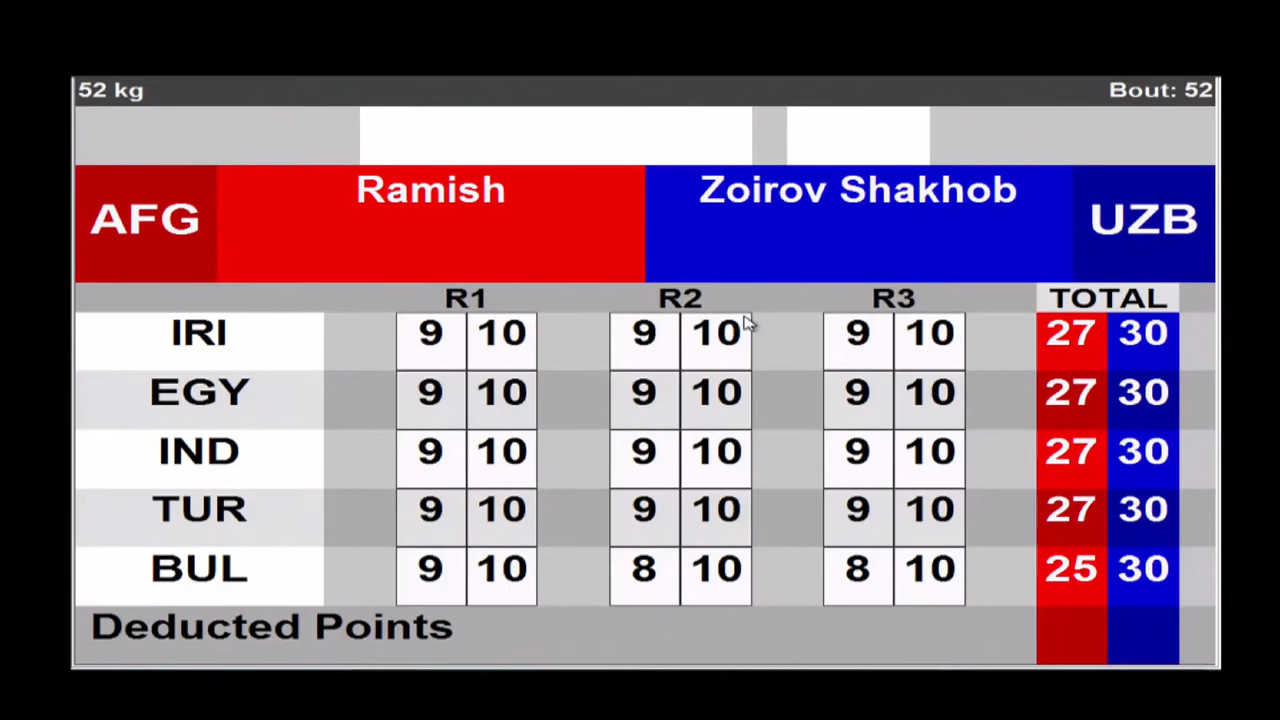 52 kg Bout: 52
AFG Ramish Zoirov Shakhob UZB
R1 R2 R3 TOTAL
IRI 9 10 9 10 9 10 27 30
EGY 9 10 9 10 9 10 27 30
IND 9 10 9 10 9 10 27 30
TUR 9 10 9 10 9 10 27 30
BUL 9 10 8 10 8 10 25 30
Deducted Points